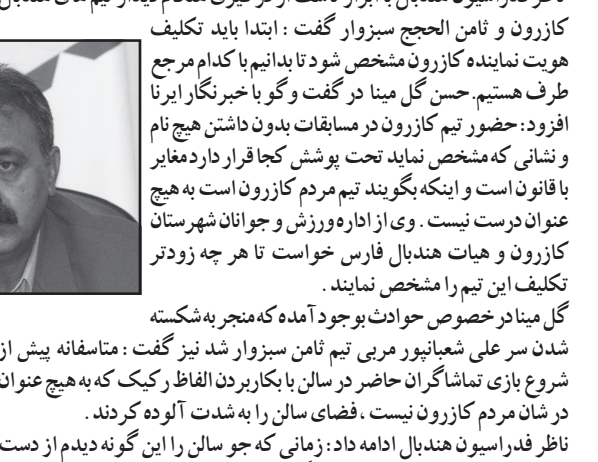 کازرون و ثامن الحجج سبزوار گفت : ابتدا باید تکلیف
هویت نماینده کازرون مشخص شود تا بدانیم با کدام مرجع
طرف هستیم.حسن گل مینا در گفت وگو با خبرنگار ایرنا
افزود: حضور تیم کازرون در مسابقات بدون داشتن هیچ نام
و نشانی که مشخص نماید تحت پوشش کجا قرار دارد مغایر
با قانون است و اینکه بگویند تیم مردم کازرون است به هیچ
عنوان درست نیست . وی از اداره ورزش و جوانان شهرستان
کازرون و هیات هندبال فارس خواست تا هر چه زودتر
تکلیف این تیم را مشخص نمایند .
گل مینادر خصوص حوادث بوجود آمده که منجر به شکسته
شدن سر علی شعبانپور مربی تیم ثامن سبزوار شد نیز گفت : متاسفانه پیش از
شروع بازی تماشاگران حاضر در سالن با بکاربردن الفاظ رکیک که به هیچ عنوان
در شان مردم کازرون نیست ، فضای سالن را به شدت آلوده کردند .
ناظر فدراسیون هندبال ادامه داد: زمانی که جو سالن را این گونه دیدم از دست